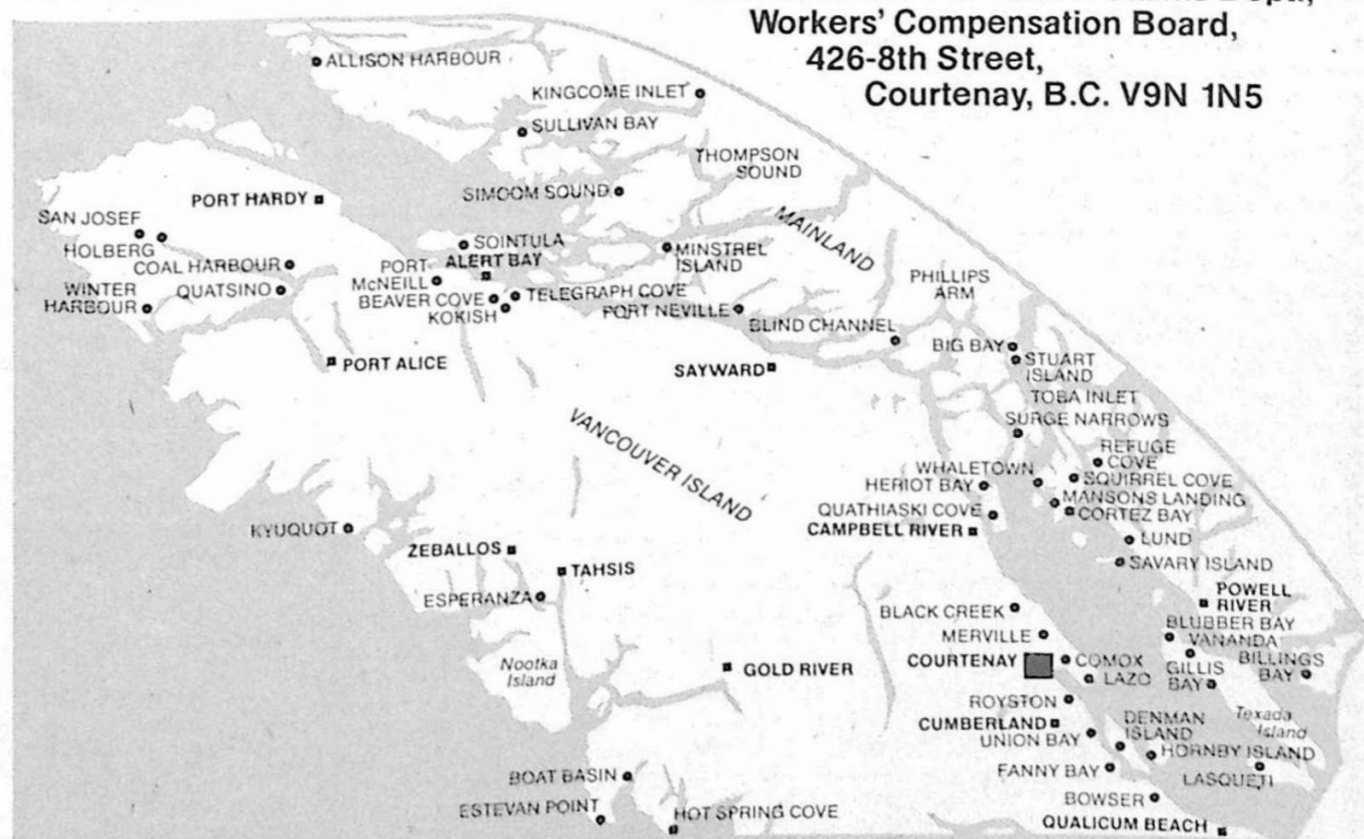 Workers' Compensation Board,
426-8th Street,
Courtenay, B.C. V9N 1N5
ALLISON HARBOUR
KINGCOME INLET
SULLIVAN BAY
THOMPSON
SOUND
SIMOOM SOUND
PORT HARDY
MAINLAND
SAN JOSEF
HOLBERG
SOINTULA
ALERT BAY
MINSTREL
ISLAND
COAL HARBOUR
PORT
McNEILL
QUATSINO
WINTER
HARBOUR
BEAVER COVE
TELEGRAPH COVE
KOKISH
PORT NEVILLE
PHILLIPS
ARM
BLIND CHANNEL
BIG BAY
STUART
ISLAND
PORT ALICE
SAYWARD
TOBA INLET
SURGE NARROWS
VANCOUVER ISLAND
REFUGE
COVE
WHALETOWN
SQUIRREL COVE
HERIOT BAY
MANSONS LANDING
QUATHIASKI COVE
CORTEZ BAY
CAMPBELL RIVER
LUND
KYUQUOT
ZEBALLOS
TAHSIS
SAVARY ISLAND
ESPERANZA
POWELL
RIVER
BLACK CREEK
BLUBBER BAY
MERVILLE
VANANDA
Nootka
Island
GOLD RIVER
COURTENAY
COMOX
LAZO
GILLIS
BAY
BILLINGS
BAY
ROYSTON
CUMBERLAND
DENMAN
ISLAND
Texada
Island
UNION BAY
HORNBY ISLAND
FANNY BAY
LASQUETI
BOAT BASIN
BOWSER
ESTEVAN POINT
HOT SPRING COVE
QUALICUM BEACH